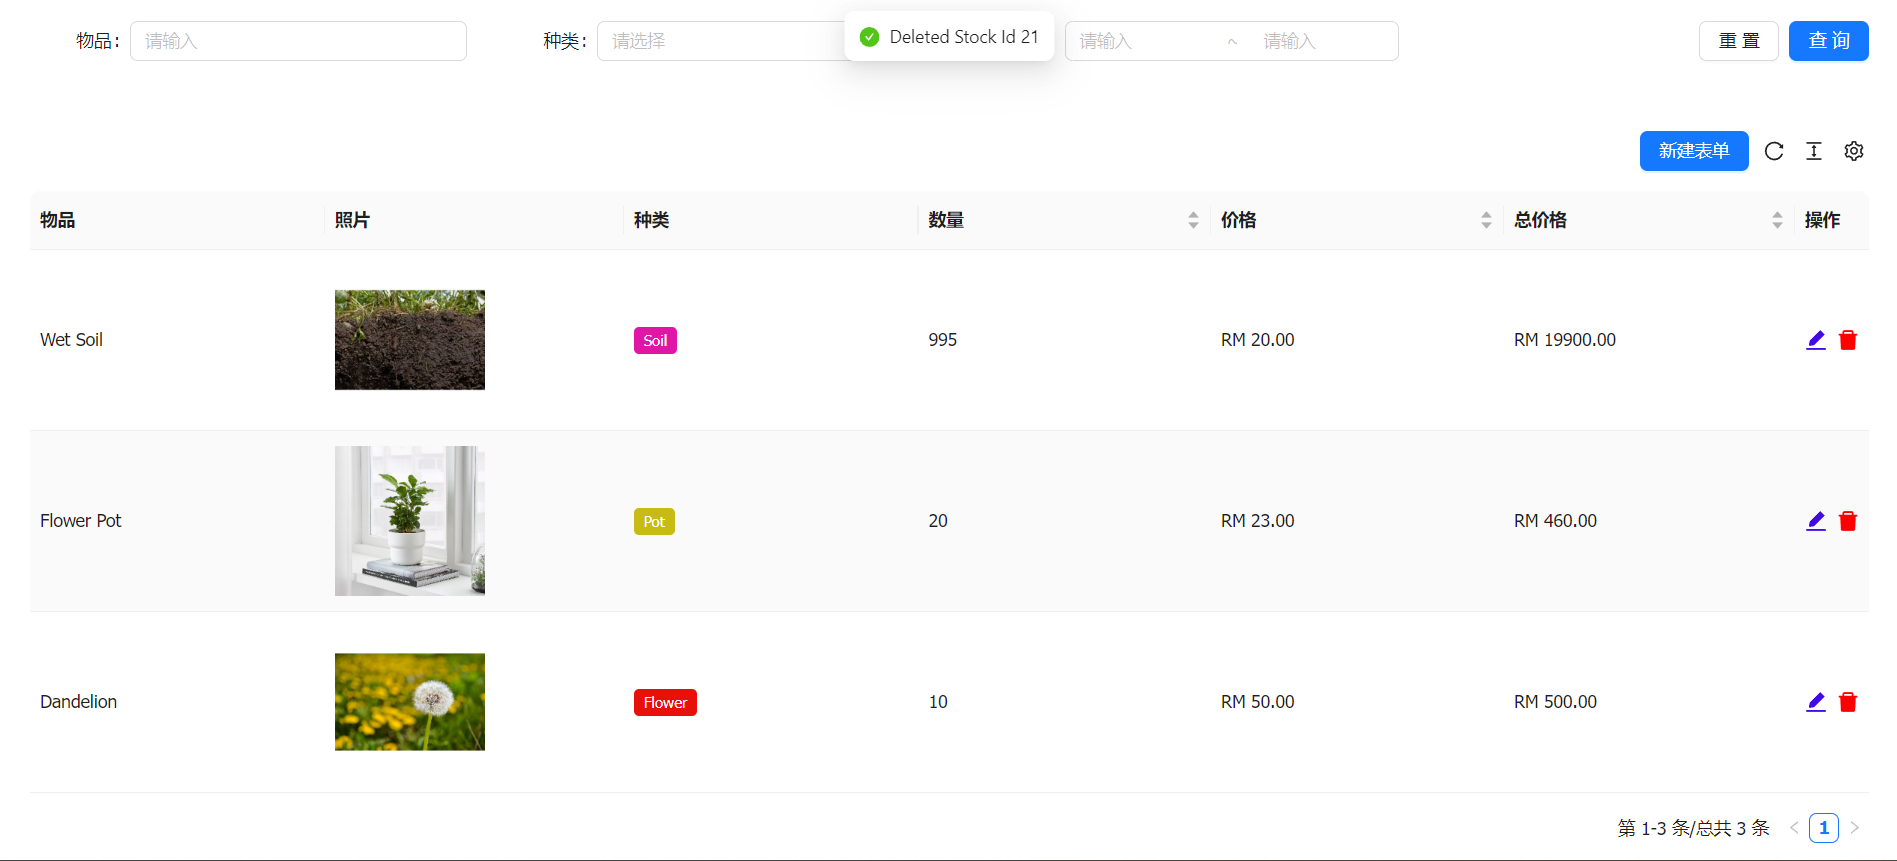 物品： 请输入 种类： 请选择 Deleted Stock Id 21 请输入 ~ 请输入 重 置 查 询
新建表单
物品 照片 种类 数量 价格 总价格 操作
Wet Soil Soil 995 RM 20.00 RM 19900.00
Flower Pot Pot 20 RM 23.00 RM 460.00
Dandelion Flower 10 RM 50.00 RM 500.00
第 1-3 条/总共 3 条 < 1 >